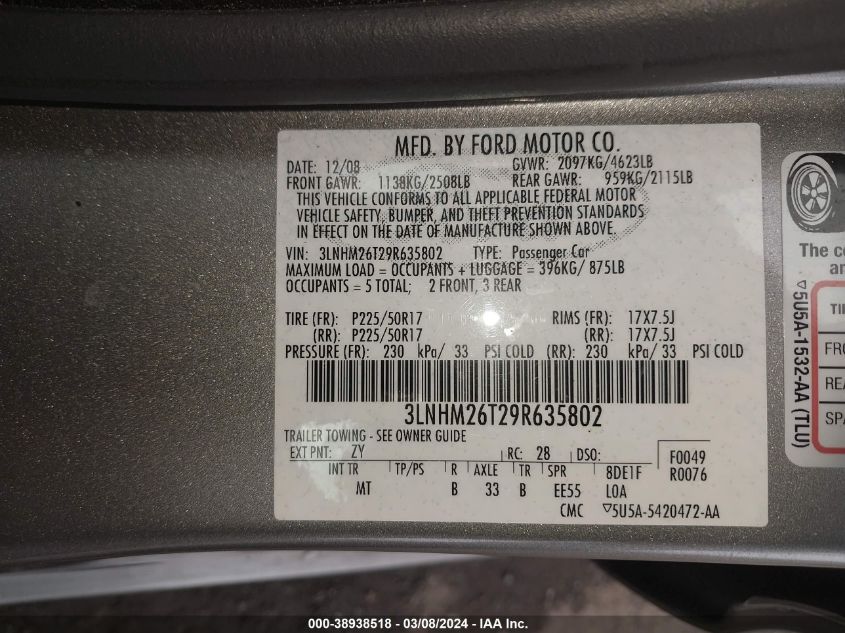 MFD. BY FORD MOTOR CO.
DATE: 12/08 GVWR: 2097KG/4623LB
FRONT GAWR: 1138KG/2508LB REAR GAWR: 959KG/2115LB
THIS VEHICLE CONFORMS TO ALL APPLICABLE FEDERAL MOTOR
VEHICLE SAFETY, BUMPER, AND THEFT PREVENTION STANDARDS
IN EFFECT ON THE DATE OF MANUFACTURE SHOWN ABOVE.
VIN: 3LNHM26T29R635802 TYPE: Passenger Car
MAXIMUM LOAD = OCCUPANTS + LUGGAGE = 396KG/ 875LB
OCCUPANTS = 5 TOTAL; 2 FRONT, 3 REAR
TIRE (FR): P225/50R17 RIMS (FR): 17X7.5J
(RR): P225/50R17 (RR): 17X7.5J
PRESSURE (FR): 230 kPa/ 33 PSI COLD (RR): 230 kPa/ 33 PSI COLD
3LNHM26T29R635802
TRAILER TOWING - SEE OWNER GUIDE
EXT PNT: ZY RC: 28 DSO: F0049
INT TR TP/PS R AXLE TR SPR 8DE1F R0076
MT B 33 B EE55 LOA
CMC 5U5A-5420472-AA
The co
an
5U5A-1532-AA (TLU)
TI
FRO
REA
SPA
000-38938518 - 03/08/2024 - IAA Inc.